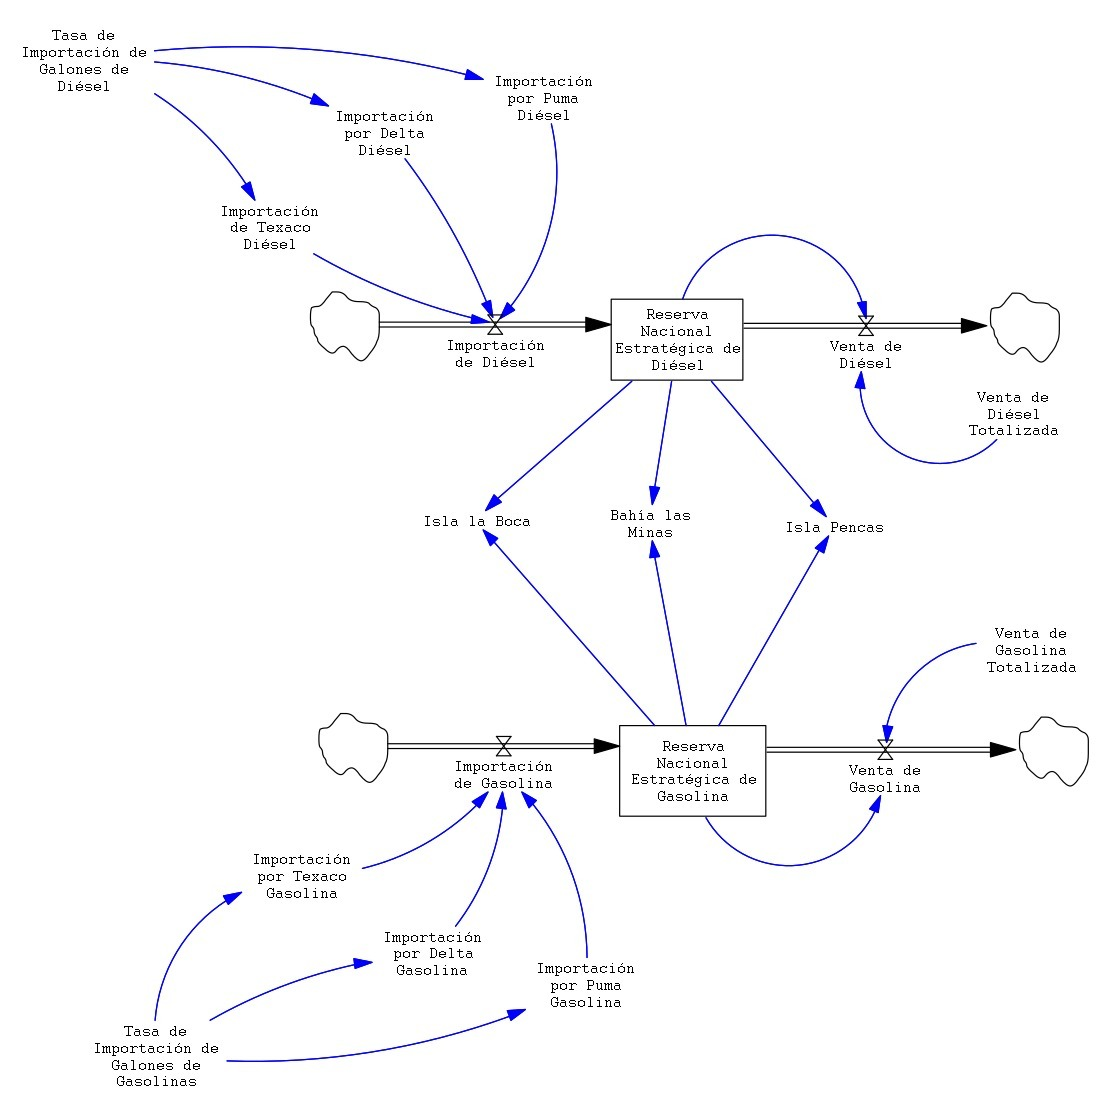 Tasa de
Importación de
Galones de
Diésel
Importación
por Puma
Diésel
Importación
por Delta
Diésel
Importación
de Texaco
Diésel
Importación
de Diésel
Reserva
Nacional
Estratégica de
Diésel
Venta de
Diésel
Venta de
Diésel
Totalizada
Isla la Boca
Bahía las
Minas
Isla Pencas
Venta de
Gasolina
Totalizada
Importación
de Gasolina
Reserva
Nacional
Estratégica de
Gasolina
Venta de
Gasolina
Importación
por Texaco
Gasolina
Importación
por Delta
Gasolina
Importación
por Puma
Gasolina
Tasa de
Importación de
Galones de
Gasolinas